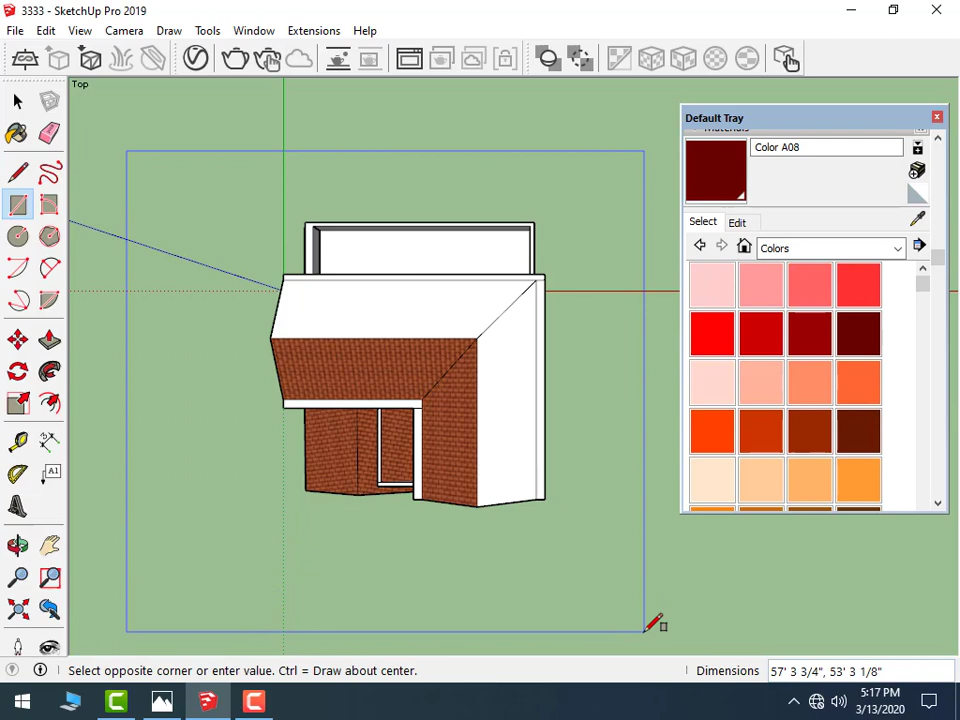 3333 - SketchUp Pro 2019
File Edit View Camera Draw Tools Window Extensions Help
Top
Default Tray
Materials
Color A08
Select Edit
Colors
A1
Select opposite corner or enter value. Ctrl = Draw about center.
Dimensions 57' 3 3/4", 53' 3 1/8"
5:17 PM
3/13/2020